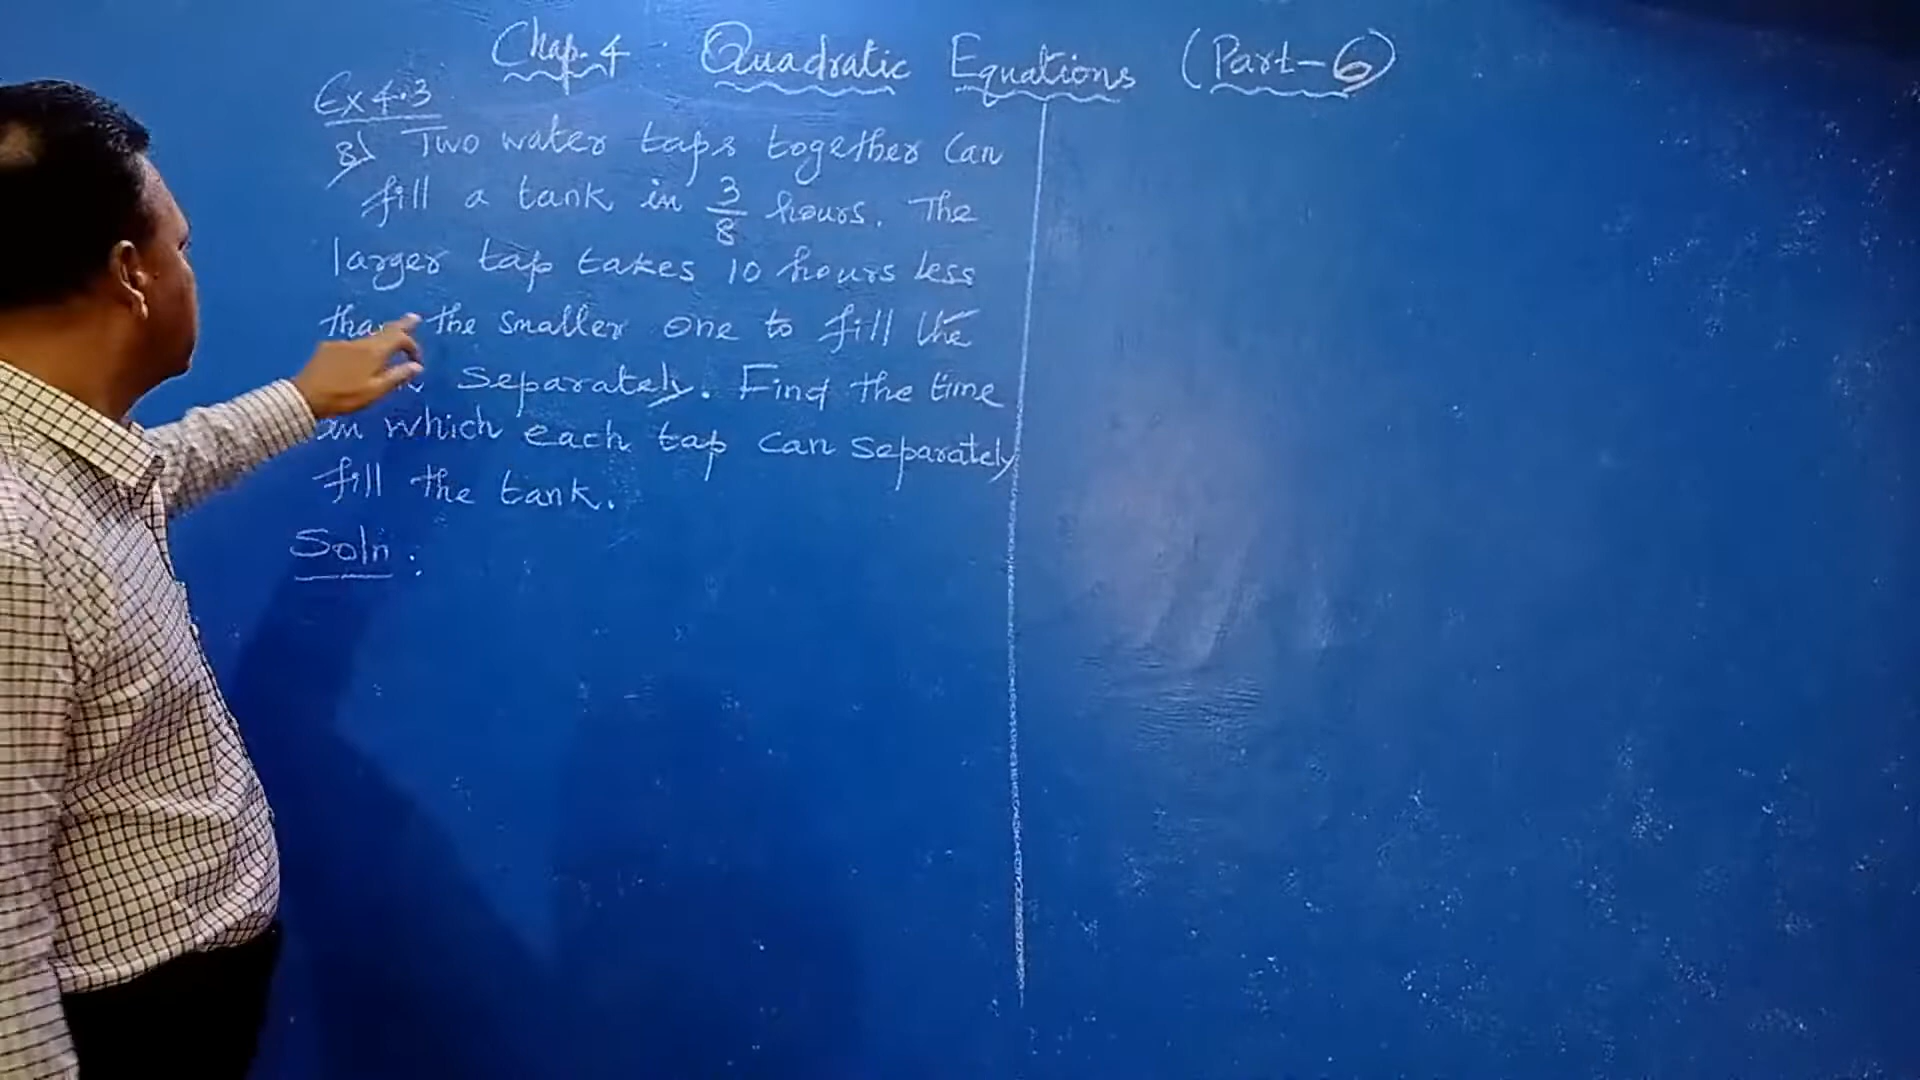 Chap. 4 : Quadratic Equations (Part-6)
Ex 4.3
8) Two water taps together can
fill a tank in 3/8 hours. The
larger tap takes 10 hours less
than the smaller one to fill the
separately. Find the time
in which each tap can separately
fill the tank.
Soln :